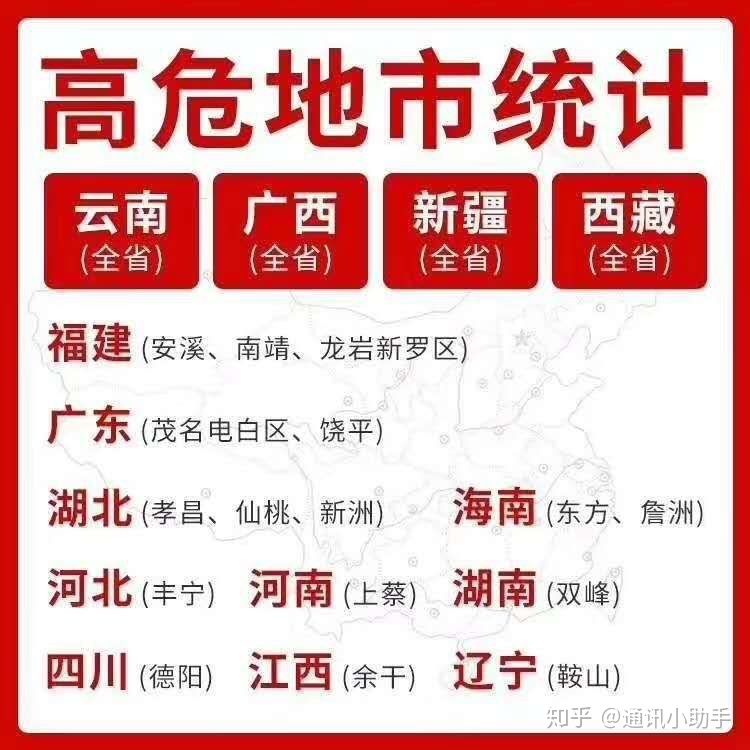 高危地市统计
云南 广西 新疆 西藏
(全省) (全省) (全省) (全省)
福建 (安溪、南靖、龙岩新罗区)
广东 (茂名电白区、饶平)
湖北 (孝昌、仙桃、新洲) 海南 (东方、詹洲)
河北 (丰宁) 河南 (上蔡) 湖南 (双峰)
四川 (德阳) 江西 (余干) 辽宁 (鞍山)
知乎 @通讯小助手